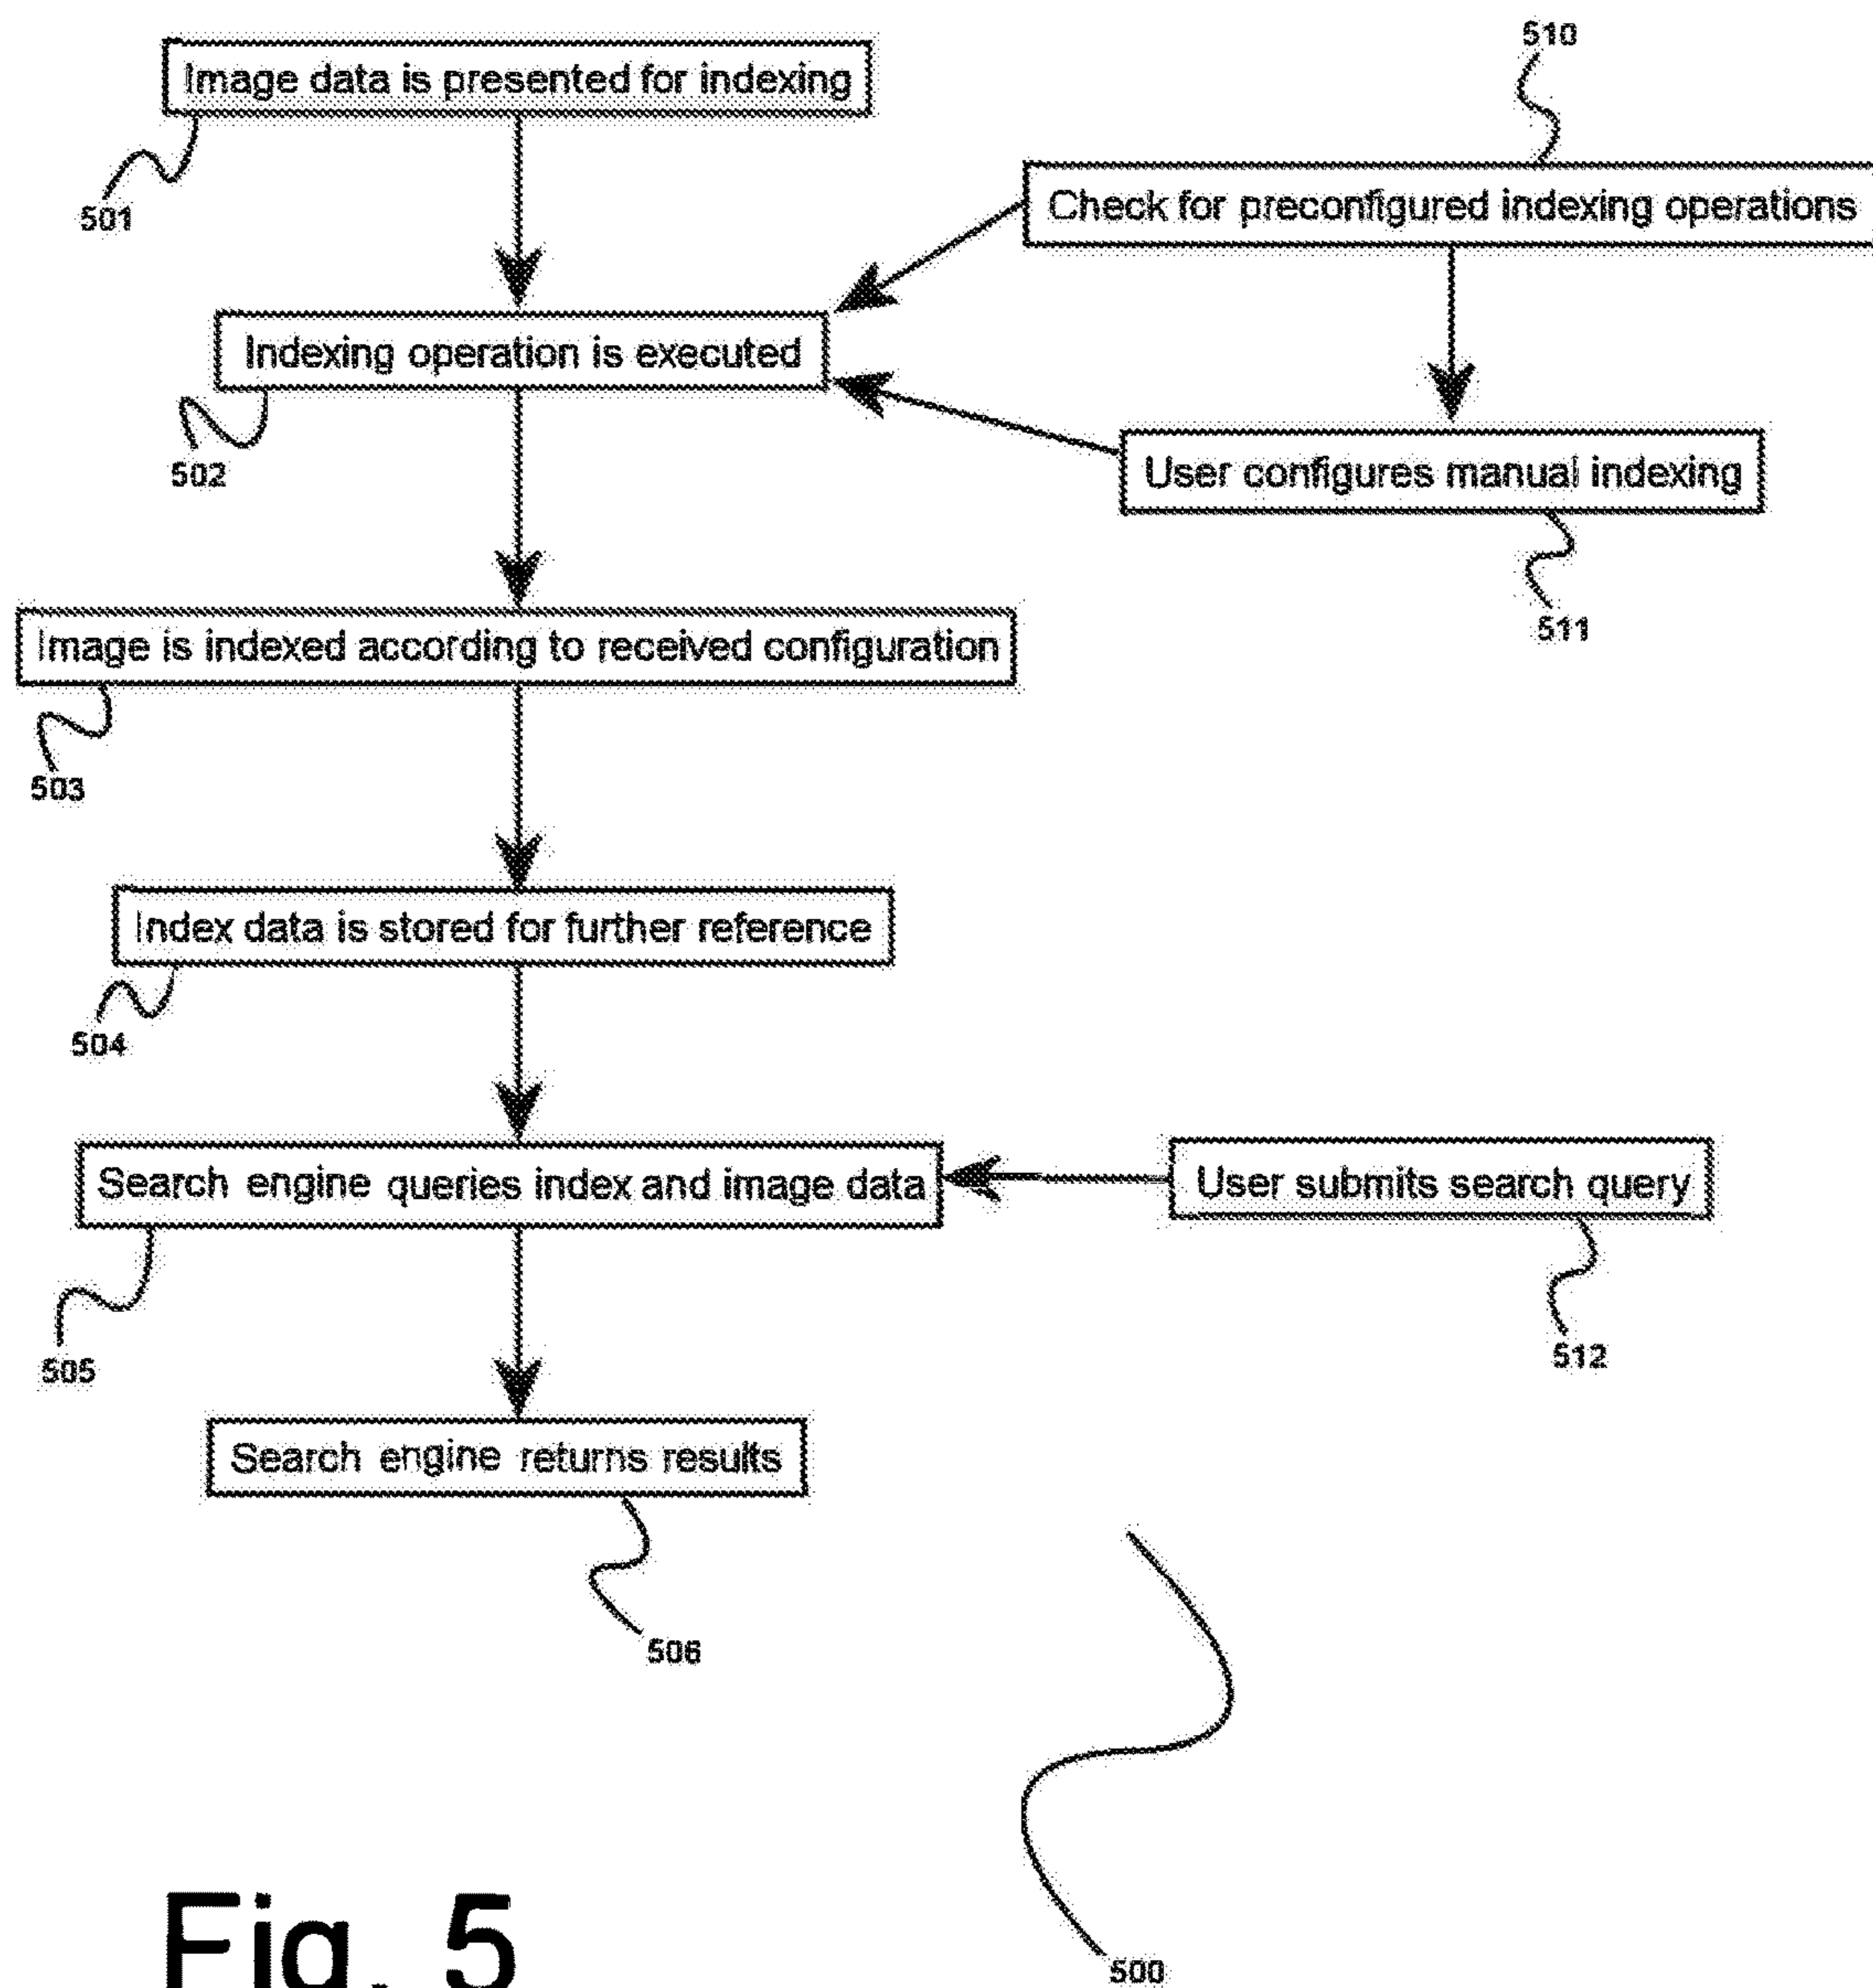 510
Image data is presented for indexing
501
Check for preconfigured indexing operations
Indexing operation is executed
502
User configures manual indexing
511
Image is indexed according to received configuration
503
Index data is stored for further reference
504
Search engine queries index and image data
User submits search query
505
512
Search engine returns results
506
Fig. 5
500